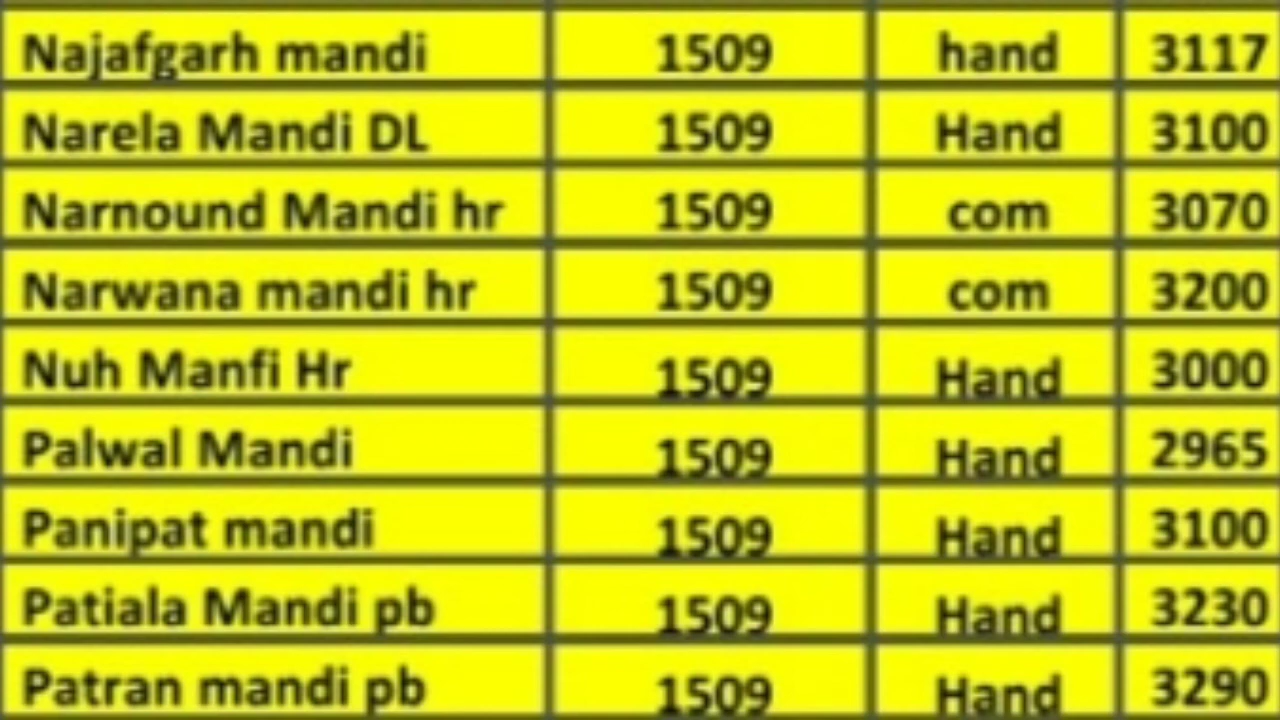 Najafgarh mandi 1509 hand 3117
Narela Mandi DL 1509 Hand 3100
Narnound Mandi hr 1509 com 3070
Narwana mandi hr 1509 com 3200
Nuh Manfi Hr 1509 Hand 3000
Palwal Mandi 1509 Hand 2965
Panipat mandi 1509 Hand 3100
Patiala Mandi pb 1509 Hand 3230
Patran mandi pb 1509 Hand 3290